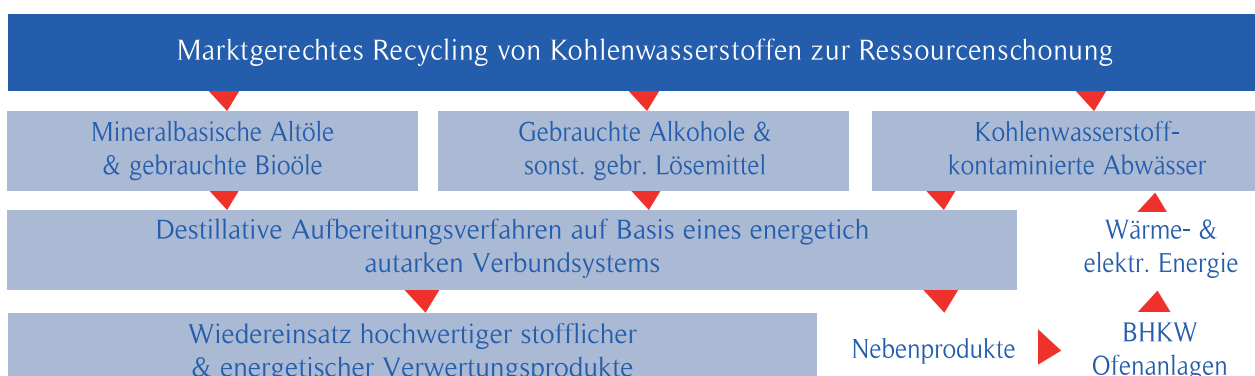 Marktgerechtes Recycling von Kohlenwasserstoffen zur Ressourcenschonung
Mineralbasische Altöle
& gebrauchte Bioöle
Gebrauchte Alkohole &
sonst. gebr. Lösemittel
Kohlenwasserstoff-
kontaminierte Abwässer
Destillative Aufbereitungsverfahren auf Basis eines energetich
autarken Verbundsystems
Wärme- &
elektr. Energie
Wiedereinsatz hochwertiger stofflicher
& energetischer Verwertungsprodukte
Nebenprodukte
BHKW
Ofenanlagen